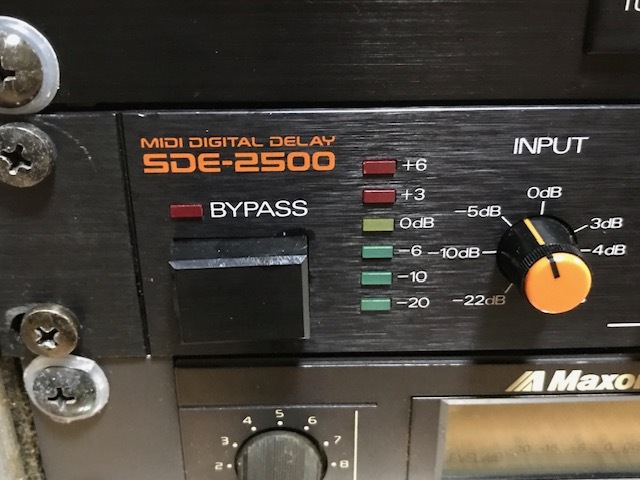 MIDI DIGITAL DELAY
SDE-2500
BYPASS
+6
+3
0dB
-6
-10
-20
INPUT
0dB
-5dB
3dB
-10dB
-4dB
-22dB
Maxo
4 5 6
3 7
2 8